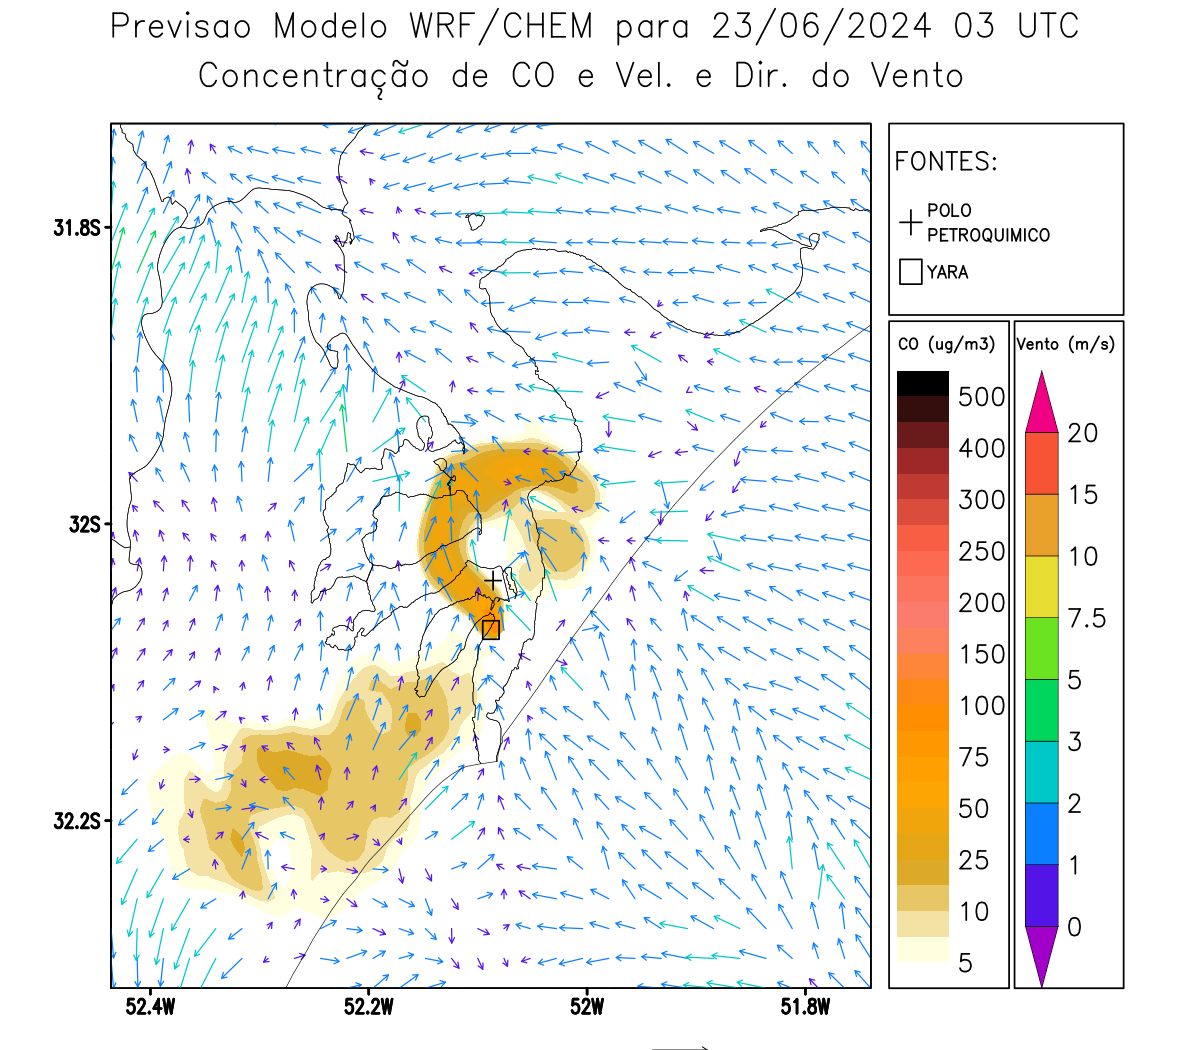 Previsao Modelo WRF/CHEM para 23/06/2024 03 UTC
Concentração de CO e Vel. e Dir. do Vento
FONTES:
POLO
PETROQUIMICO
YARA
CO (ug/m3)
500
400
300
250
200
150
100
75
50
25
10
5
Vento (m/s)
20
15
10
7.5
5
3
2
1
0
31.8S
32S
32.2S
52.4W
52.2W
52W
51.8W